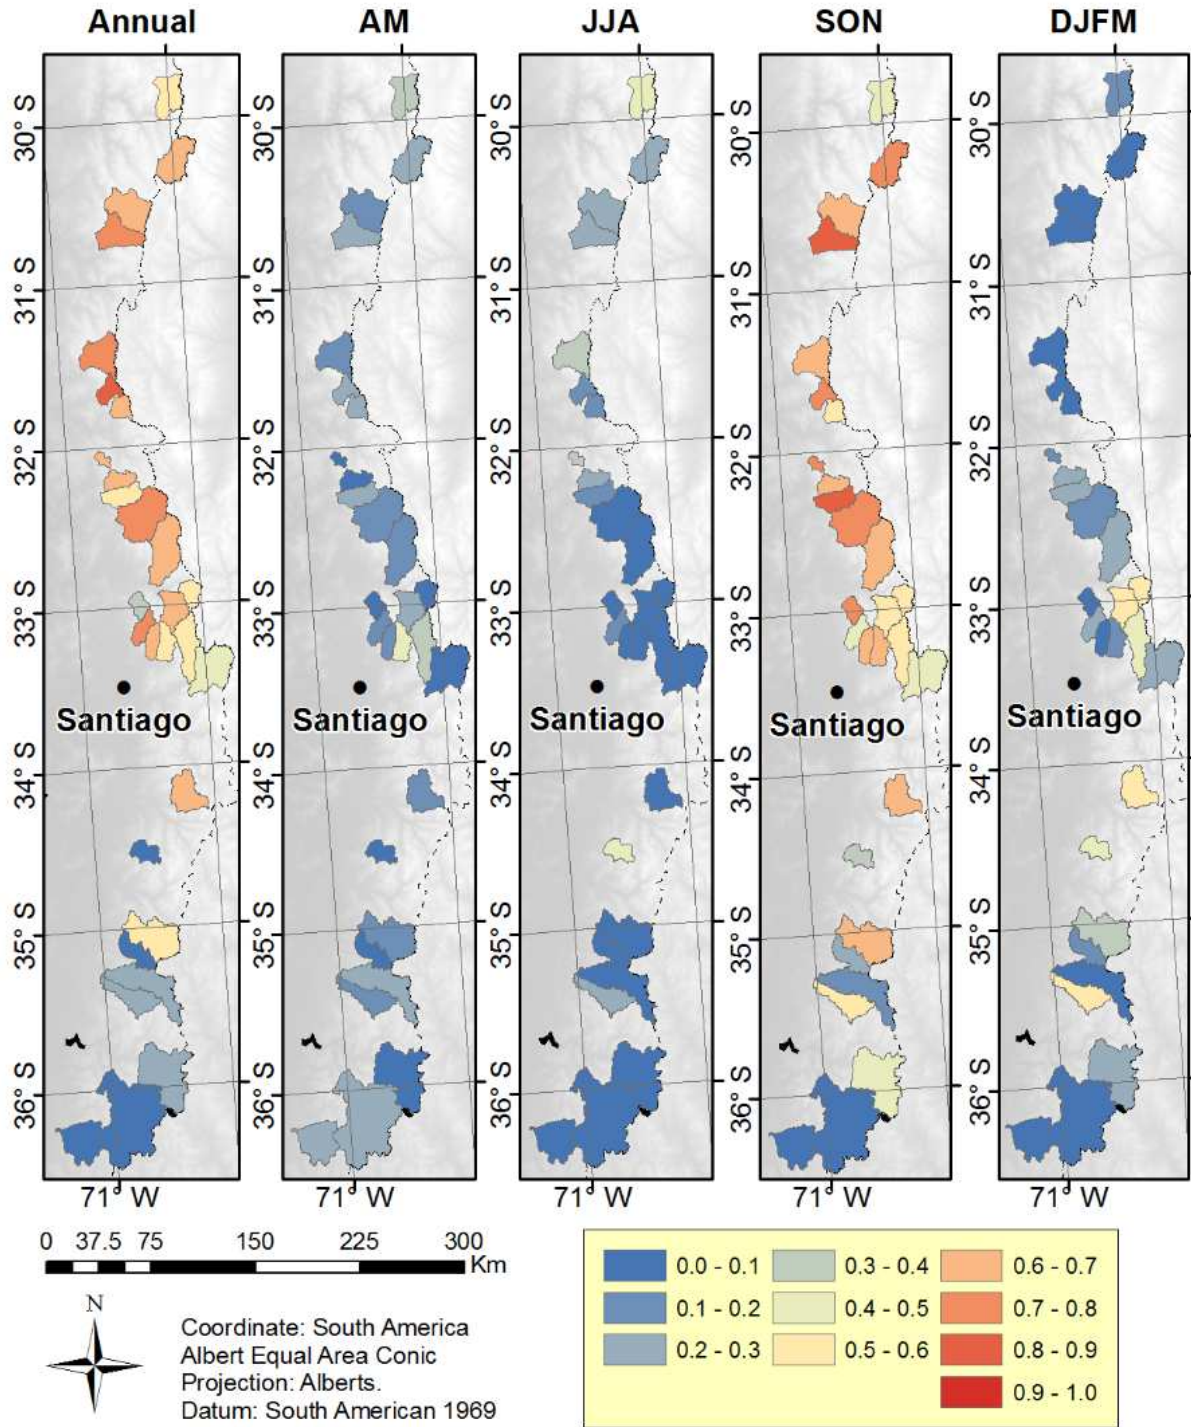 Annual AM JJA SON DJFM
30° S 30° S 30° S 30° S 30° S
31° S 31° S 31° S 31° S 31° S
32° S 32° S 32° S 32° S 32° S
33° S 33° S 33° S 33° S 33° S
Santiago Santiago Santiago Santiago Santiago
34° S 34° S 34° S 34° S 34° S
35° S 35° S 35° S 35° S 35° S
36° S 36° S 36° S 36° S 36° S
71° W 71° W 71° W 71° W 71° W
0 37.5 75 150 225 300
Km
N
Coordinate: South America
Albert Equal Area Conic
Projection: Alberts.
Datum: South American 1969
0.0 - 0.1 0.3 - 0.4 0.6 - 0.7
0.1 - 0.2 0.4 - 0.5 0.7 - 0.8
0.2 - 0.3 0.5 - 0.6 0.8 - 0.9
0.9 - 1.0